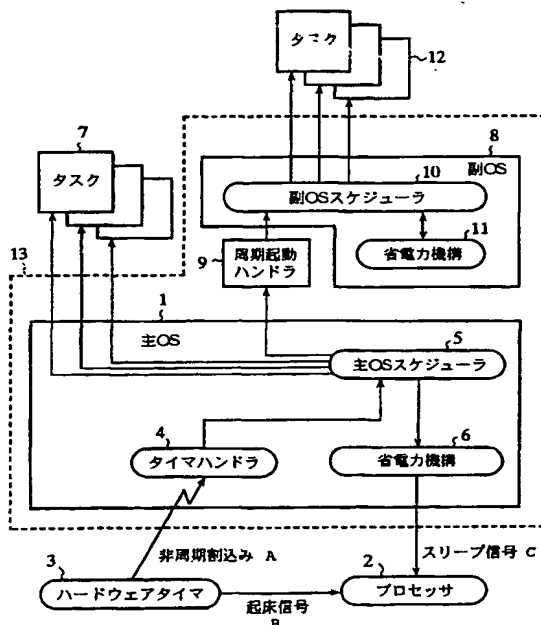 タスク
12
7
8
副OS
タスク
10
副OSスケジューラ
9
周期起動
ハンドラ
11
省電力機構
13
1
主OS
5
主OSスケジューラ
4
タイマハンドラ
6
省電力機構
非周期割込み A
スリープ信号 C
3
ハードウェアタイマ
起床信号
B
2
プロセッサ